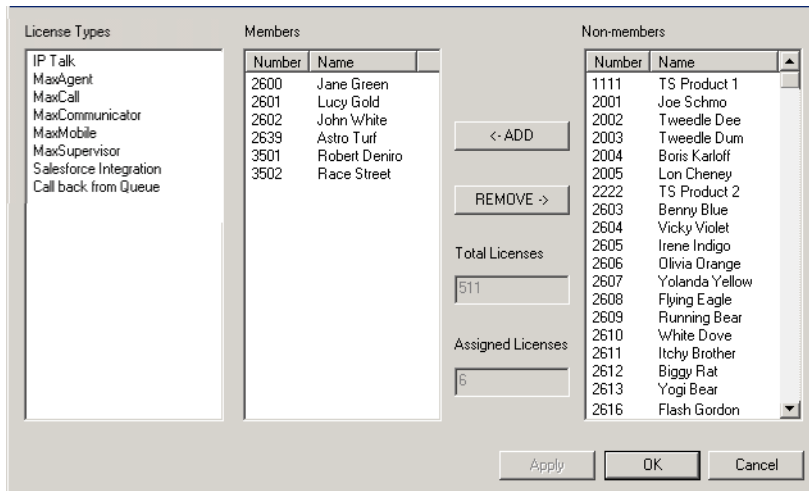 License Types
IP Talk
MaxAgent
MaxCall
MaxCommunicator
MaxMobile
MaxSupervisor
Salesforce Integration
Call back from Queue
Members
Number Name
2600 Jane Green
2601 Lucy Gold
2602 John White
2639 Astro Turf
3501 Robert Deniro
3502 Race Street
<- ADD
REMOVE ->
Total Licenses
511
Assigned Licenses
6
Non-members
Number Name
1111 TS Product 1
2001 Joe Schmo
2002 Tweedle Dee
2003 Tweedle Dum
2004 Boris Karloff
2005 Lon Cheney
2222 TS Product 2
2603 Benny Blue
2604 Vicky Violet
2605 Irene Indigo
2606 Olivia Orange
2607 Yolanda Yellow
2608 Flying Eagle
2609 Running Bear
2610 White Dove
2611 Itchy Brother
2612 Biggy Rat
2613 Yogi Bear
2616 Flash Gordon
Apply OK Cancel